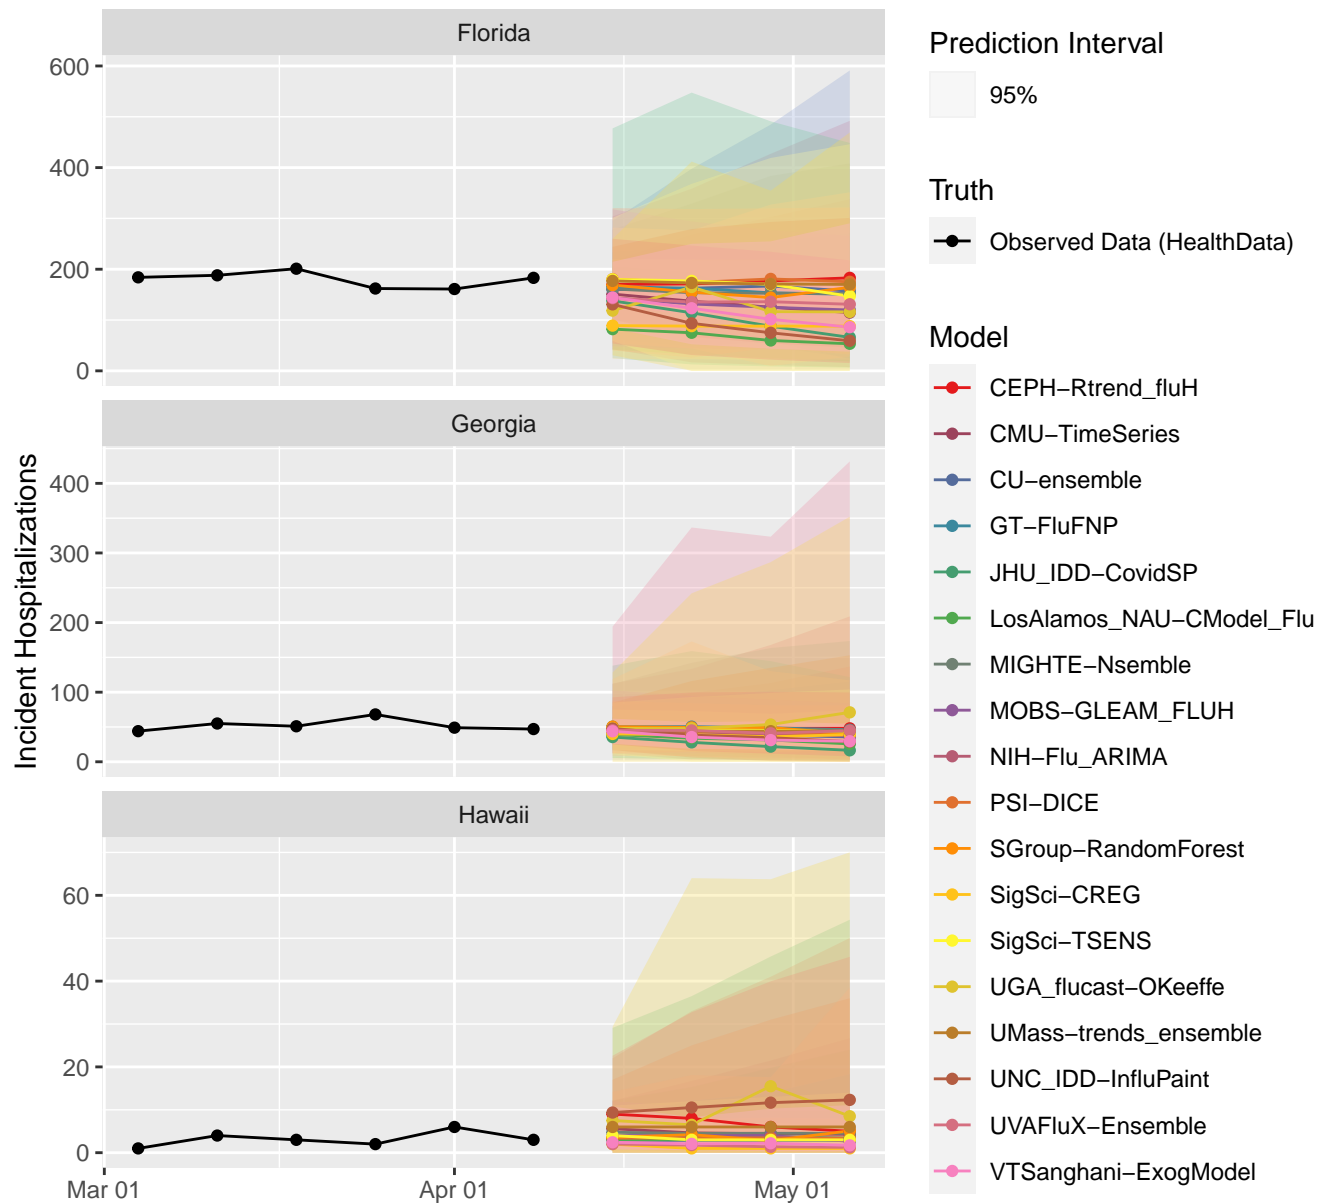 Florida
600
400
200
0
Georgia
400
300
200
100
0
Hawaii
60
40
20
0
Mar 01
Apr 01
May 01
Incident Hospitalizations
Prediction Interval
95%
Truth
Observed Data (HealthData)
Model
CEPH−Rtrend_fluH
CMU−TimeSeries
CU−ensemble
GT−FluFNP
JHU_IDD−CovidSP
LosAlamos_NAU−CModel_Flu
MIGHTE−Nsemble
MOBS−GLEAM_FLUH
NIH−Flu_ARIMA
PSI−DICE
SGroup−RandomForest
SigSci−CREG
SigSci−TSENS
UGA_flucast−OKeeffe
UMass−trends_ensemble
UNC_IDD−InfluPaint
UVAFluX−Ensemble
VTSanghani−ExogModel